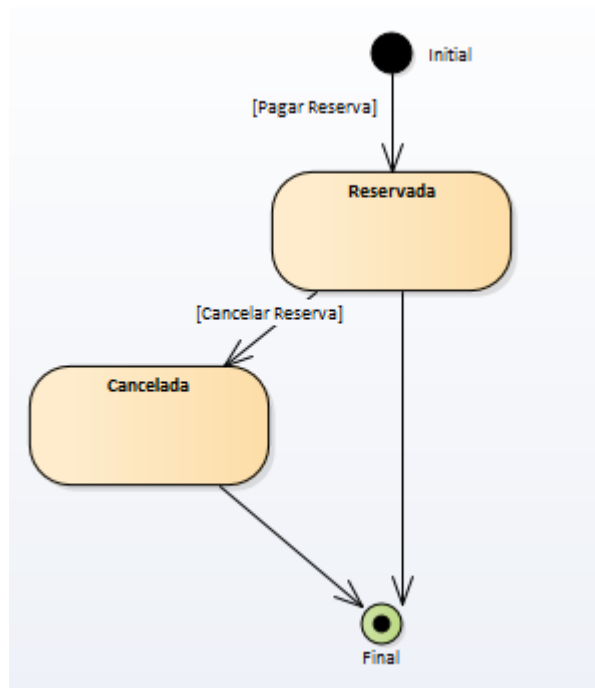 Initial
[Pagar Reserva]
Reservada
[Cancelar Reserva]
Cancelada
Final